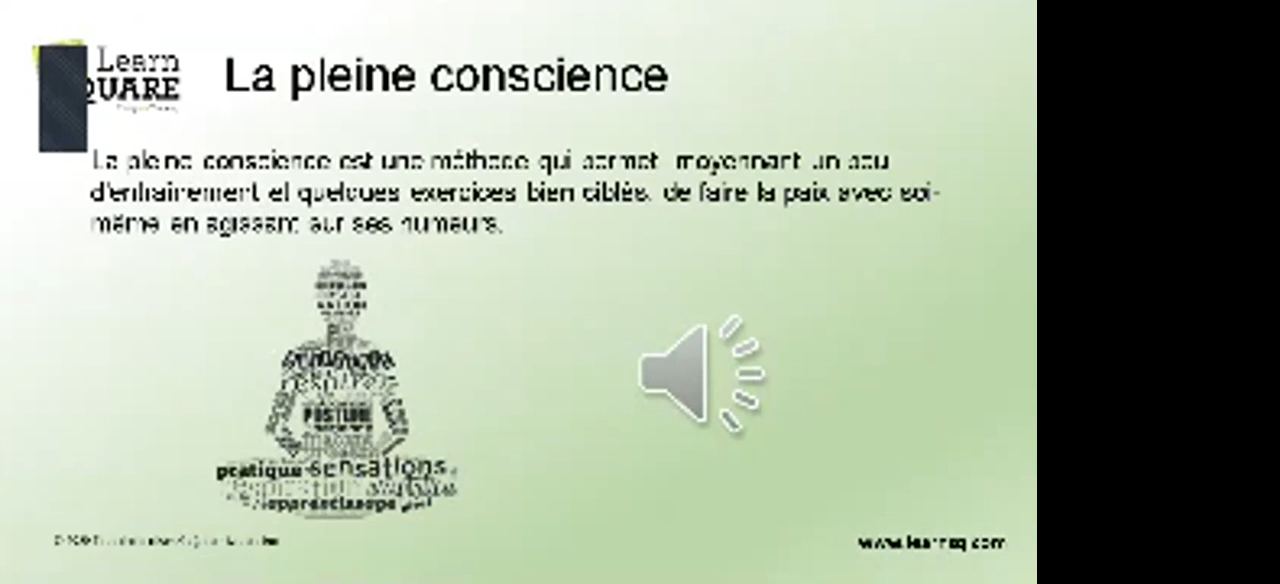 Learn
QUARE
La pleine conscience
La pleine conscience est une méthode qui permet, moyennant un peu
d'entraînement et quelques exercices bien ciblés, de faire la paix avec soi-
même en agissant sur ses humeurs.
respirer
POSTURE
pratique sensations
apprentissage
www.learnsq.com